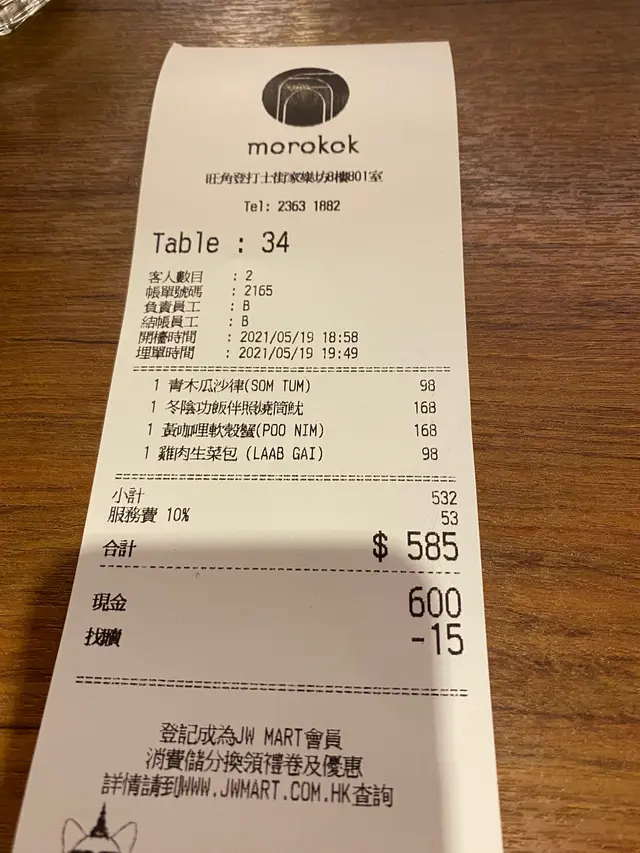 morokok
旺角登打士街家樂坊8樓801室
Tel: 2363 1882
Table : 34
客人數目 : 2
帳單號碼 : 2165
負責員工 : B
結帳員工 : B
開檯時間 : 2021/05/19 18:58
埋單時間 : 2021/05/19 19:49
1 青木瓜沙律(SOM TUM) 98
1 冬陰功飯伴照燒筒魷 168
1 黃咖哩軟殼蟹(POO NIM) 168
1 雞肉生菜包 (LAAB GAI) 98
小計 532
服務費 10% 53
合計 $ 585
現金 600
找贖 -15
登記成為JW MART會員
消費儲分換領禮卷及優惠
詳情請到WWW.JWMART.COM.HK查詢